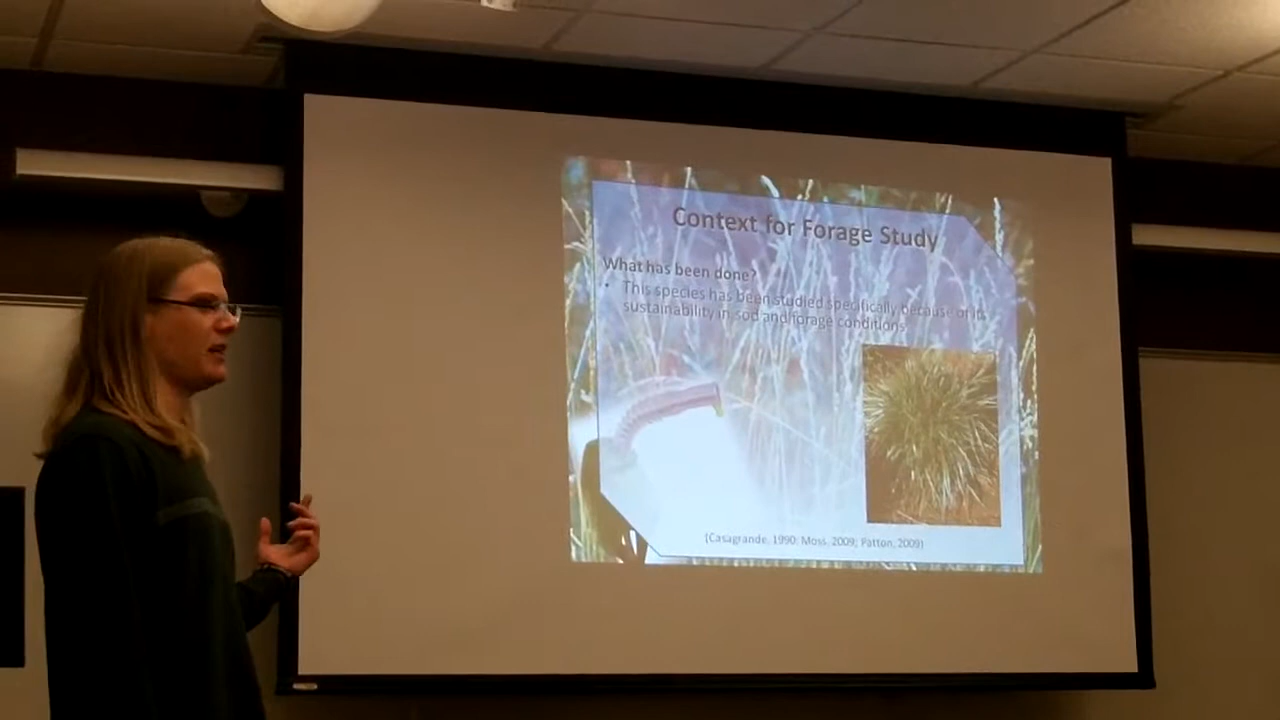 Context for Forage Study
What has been done?
• This species has been studied specifically because of its
sustainability in sod and forage conditions.
(Casagrande, 1990; Moss, 2009; Patton, 2009)